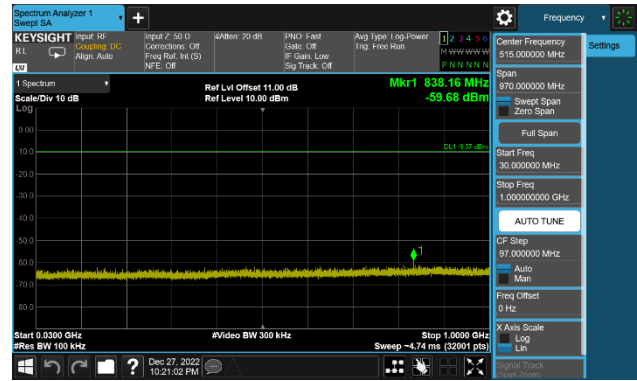 Spectrum Analyzer 1
Swept SA
+
Frequency
KEYSIGHT
RL
LXI
Input: RF
Coupling: DC
Align: Auto
Input Z: 50 Ω
Corrections: Off
Freq Ref: Int (S)
NFE: Off
#Atten: 20 dB
PNO: Fast
Gate: Off
IF Gain: Low
Sig Track: Off
Avg Type: Log-Power
Trig: Free Run
1 2 3 4 5 6
M W W W W W
P N N N N N
Settings
Center Frequency
515.000000 MHz
Span
970.000000 MHz
Swept Span
Zero Span
Full Span
Start Freq
30.000000 MHz
Stop Freq
1.000000000 GHz
AUTO TUNE
CF Step
97.000000 MHz
Auto
Man
Freq Offset
0 Hz
X Axis Scale
Log
Lin
Signal Track
(Span Zoom)
1 Spectrum
Scale/Div 10 dB
Log
Ref Lvl Offset 11.00 dB
Ref Level 10.00 dBm
Mkr1 838.16 MHz
-59.68 dBm
0.00
-10.0
-20.0
-30.0
-40.0
-50.0
-60.0
-70.0
-80.0
DL1 -9.57 dBm
1
Start 0.0300 GHz
#Res BW 100 kHz
#Video BW 300 kHz
Stop 1.0000 GHz
Sweep ~4.74 ms (32001 pts)
?
Dec 27, 2022
10:21:02 PM